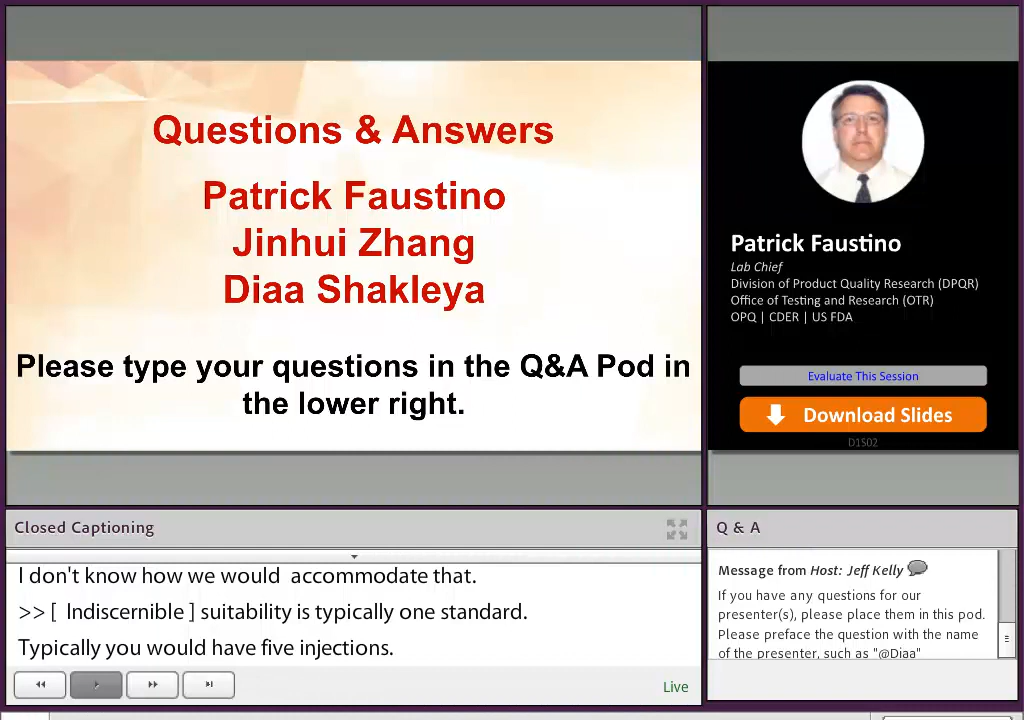 Questions & Answers
Patrick Faustino
Jinhui Zhang
Diaa Shakleya
Please type your questions in the Q&A Pod in
the lower right.
Patrick Faustino
Lab Chief
Division of Product Quality Research (DPQR)
Office of Testing and Research (OTR)
OPQ | CDER | US FDA
Evaluate This Session
Download Slides
D1S02
Closed Captioning
I don't know how we would accommodate that.
>> [ Indiscernible ] suitability is typically one standard.
Typically you would have five injections.
Live
Q & A
Message from Host: Jeff Kelly
If you have any questions for our
presenter(s), please place them in this pod.
Please preface the question with the name
of the presenter, such as "@Diaa"